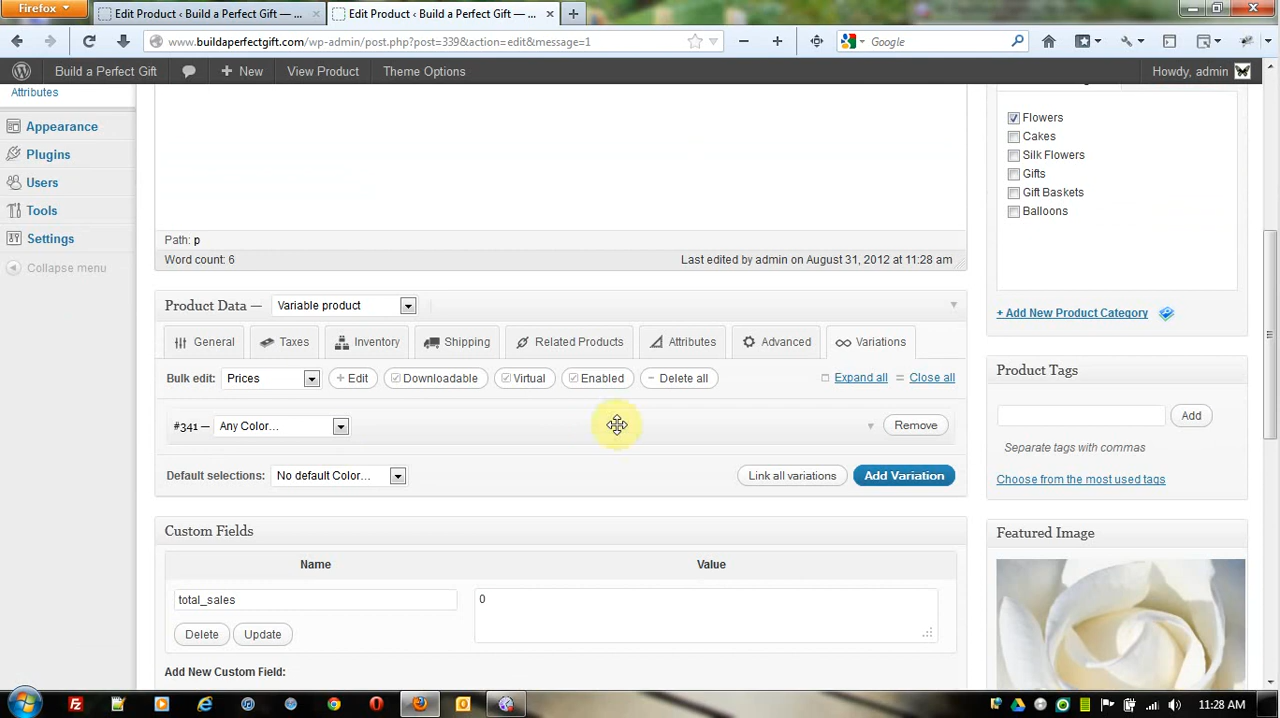 Firefox
Edit Product ‹ Build a Perfect Gift — ...
Edit Product ‹ Build a Perfect Gift — ...
www.buildaperfectgift.com/wp-admin/post.php?post=339&action=edit&message=1
Google
Build a Perfect Gift
New
View Product
Theme Options
Howdy, admin
Attributes
Appearance
Plugins
Users
Tools
Settings
Collapse menu
Path: p
Word count: 6
Last edited by admin on August 31, 2012 at 11:28 am
Product Data —
Variable product
General
Taxes
Inventory
Shipping
Related Products
Attributes
Advanced
Variations
Bulk edit:
Prices
Edit
Downloadable
Virtual
Enabled
Delete all
Expand all
Close all
#341 —
Any Color...
Remove
Default selections:
No default Color...
Link all variations
Add Variation
Custom Fields
Name
Value
total_sales
0
Delete
Update
Add New Custom Field:
Flowers
Cakes
Silk Flowers
Gifts
Gift Baskets
Balloons
+ Add New Product Category
Product Tags
Add
Separate tags with commas
Choose from the most used tags
Featured Image
11:28 AM